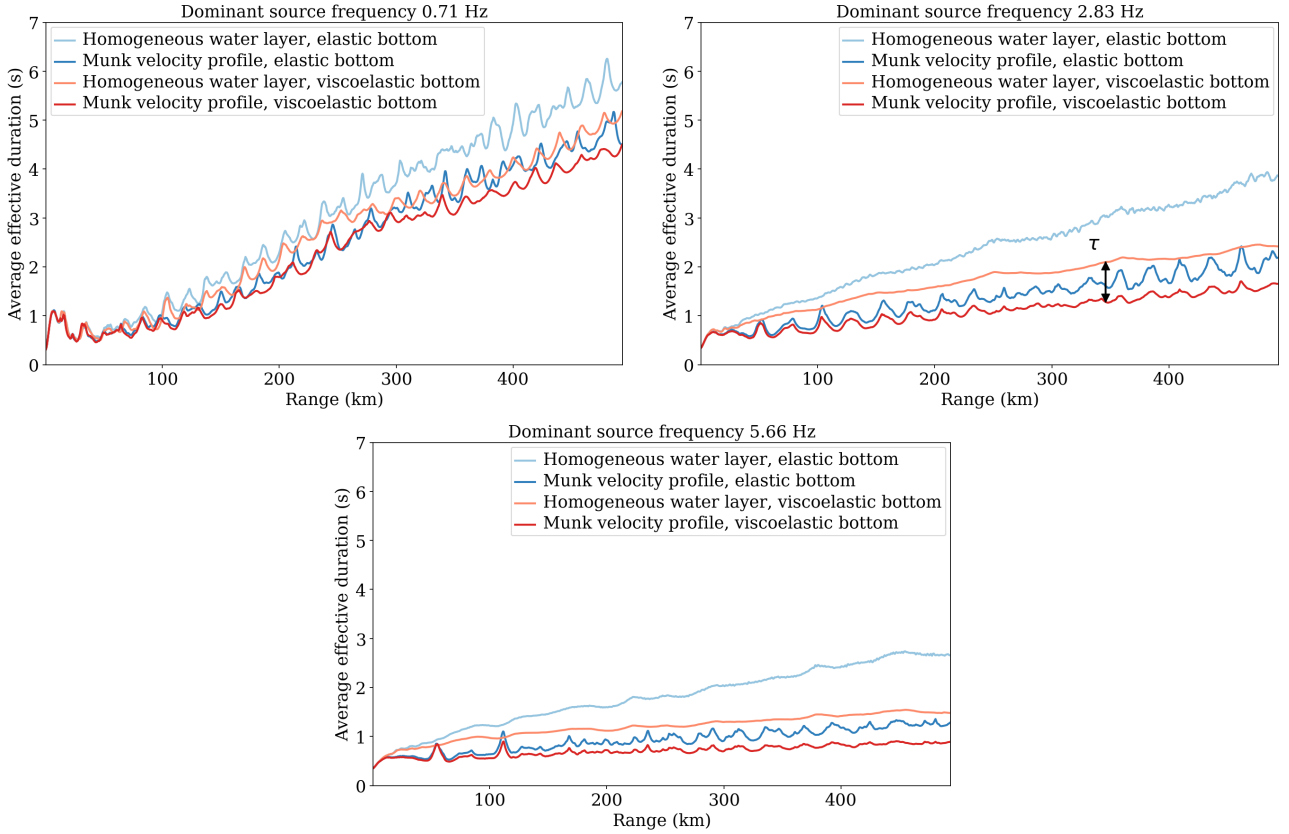 Dominant source frequency 0.71 Hz
7
6
5
4
3
2
1
0
Average effective duration (s)
Homogeneous water layer, elastic bottom
Munk velocity profile, elastic bottom
Homogeneous water layer, viscoelastic bottom
Munk velocity profile, viscoelastic bottom
100 200 300 400
Range (km)
Dominant source frequency 2.83 Hz
7
6
5
4
3
2
1
0
Average effective duration (s)
Homogeneous water layer, elastic bottom
Munk velocity profile, elastic bottom
Homogeneous water layer, viscoelastic bottom
Munk velocity profile, viscoelastic bottom
τ
100 200 300 400
Range (km)
Dominant source frequency 5.66 Hz
7
6
5
4
3
2
1
0
Average effective duration (s)
Homogeneous water layer, elastic bottom
Munk velocity profile, elastic bottom
Homogeneous water layer, viscoelastic bottom
Munk velocity profile, viscoelastic bottom
100 200 300 400
Range (km)